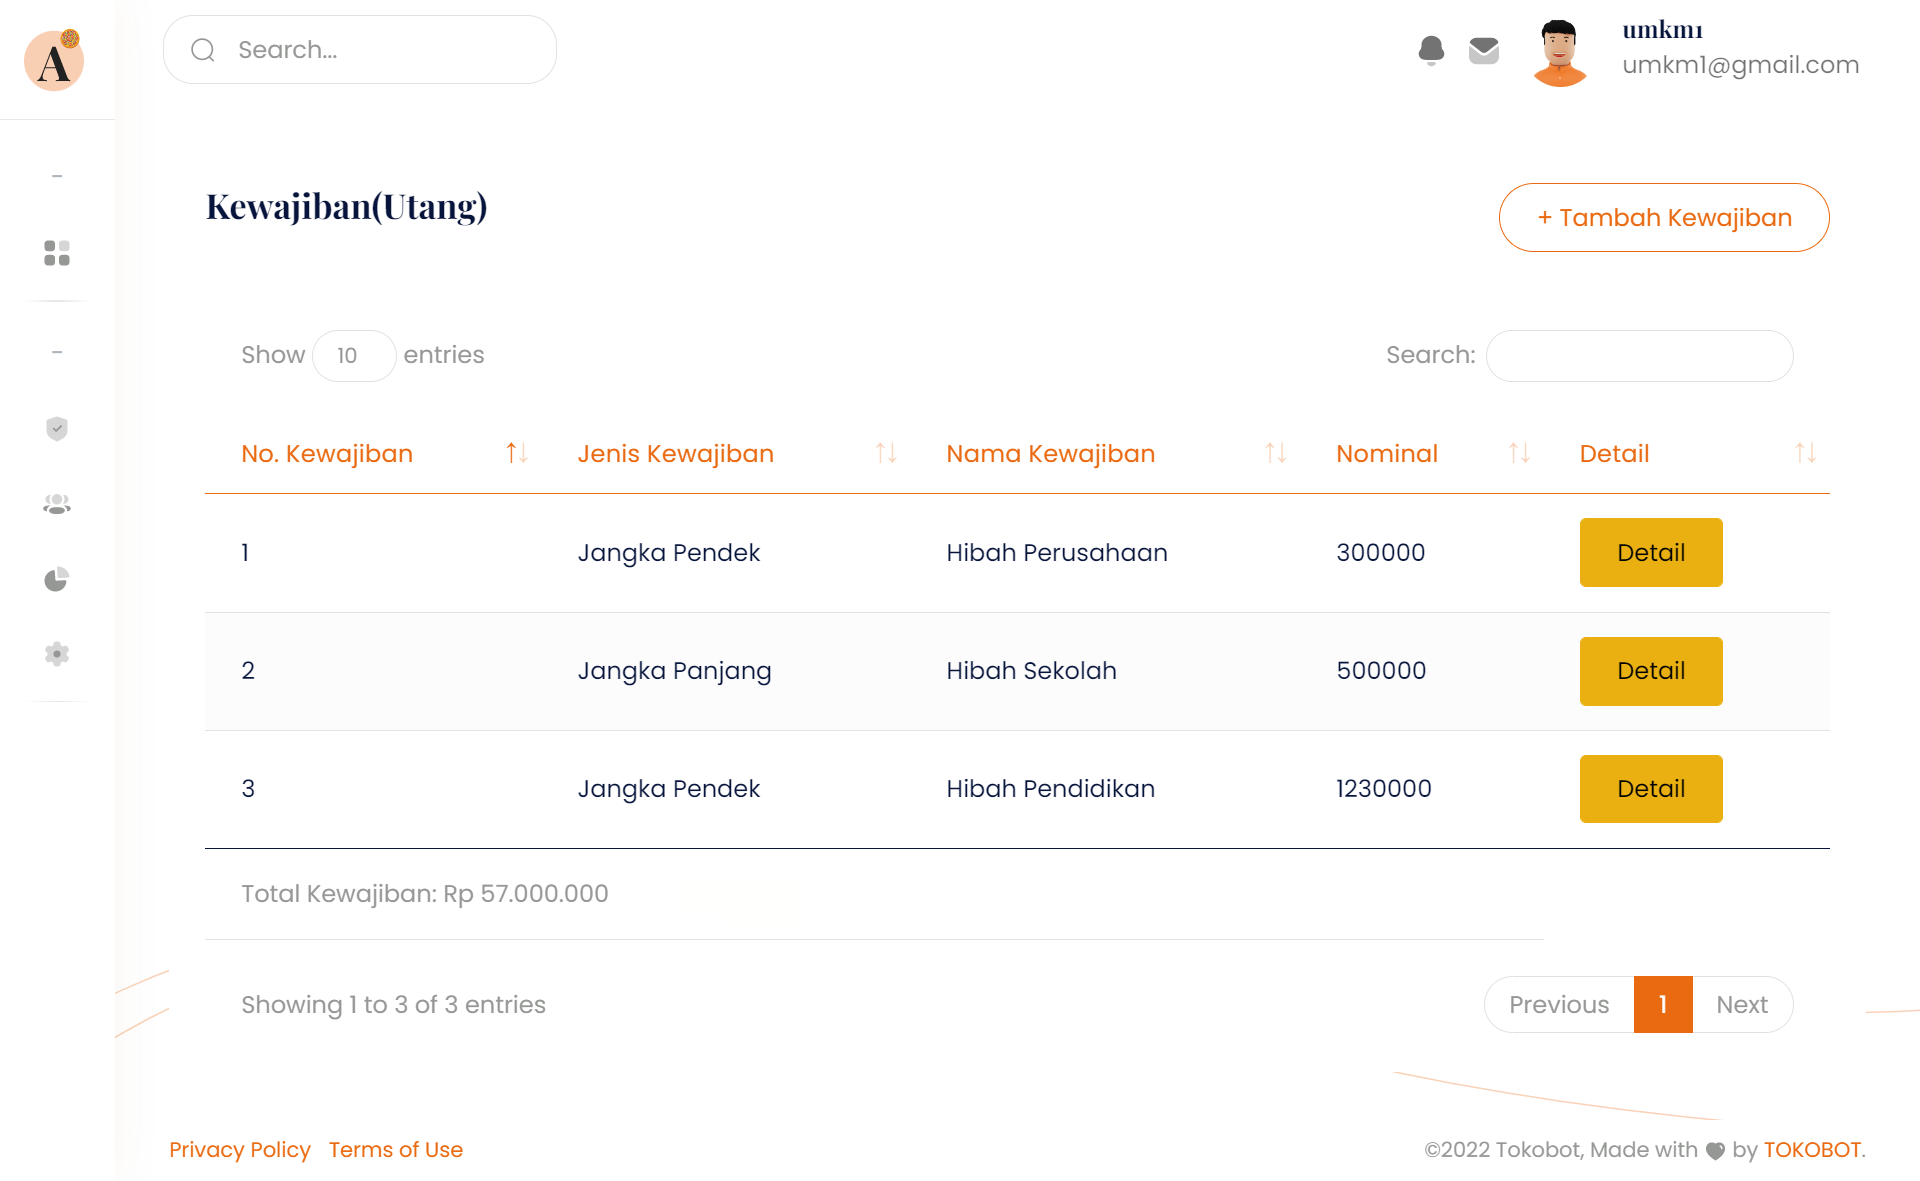 A
Search...
umkm1
umkm1@gmail.com
Kewajiban(Utang)
+ Tambah Kewajiban
Show 10 entries
Search:
No. Kewajiban Jenis Kewajiban Nama Kewajiban Nominal Detail
1 Jangka Pendek Hibah Perusahaan 300000 Detail
2 Jangka Panjang Hibah Sekolah 500000 Detail
3 Jangka Pendek Hibah Pendidikan 1230000 Detail
Total Kewajiban: Rp 57.000.000
Showing 1 to 3 of 3 entries
Previous 1 Next
Privacy Policy Terms of Use
©2022 Tokobot, Made with by TOKOBOT.